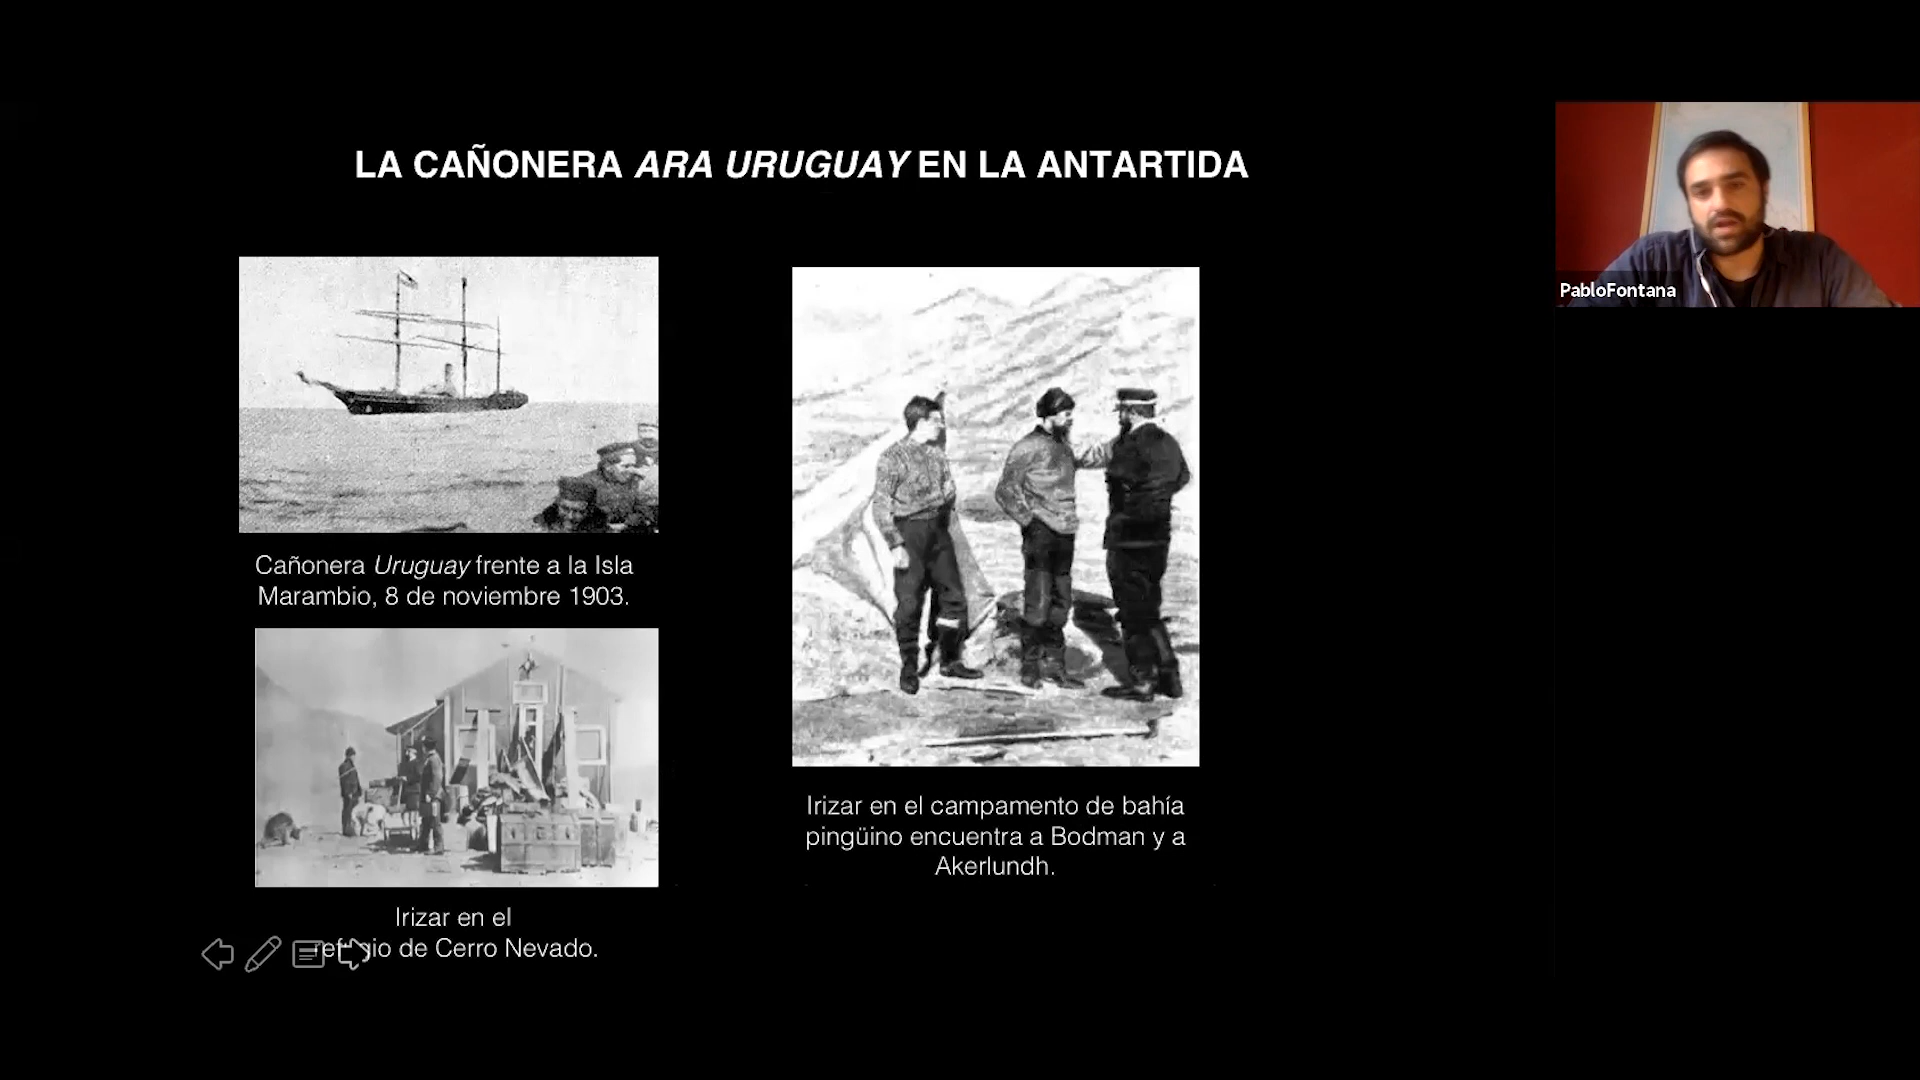 LA CAÑONERA ARA URUGUAY EN LA ANTARTIDA
PabloFontana
Cañonera Uruguay frente a la Isla
Marambio, 8 de noviembre 1903.
Irizar en el campamento de bahía
pingüino encuentra a Bodman y a
Akerlundh.
Irizar en el
refugio de Cerro Nevado.